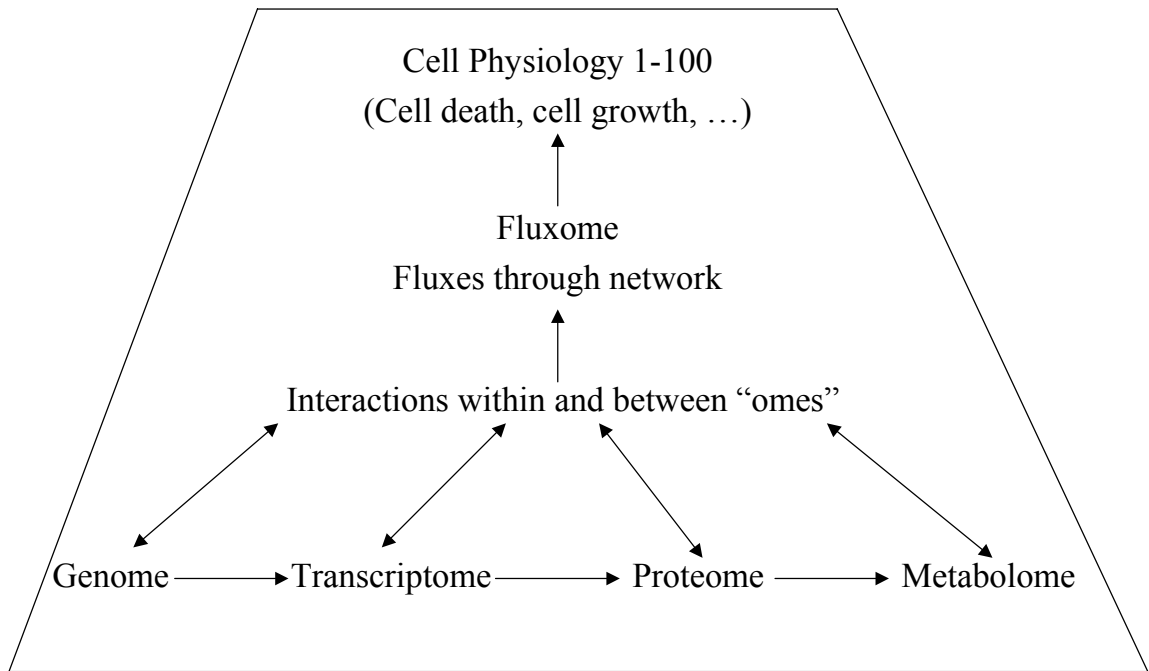 Cell Physiology 1-100
(Cell death, cell growth, …)
Fluxome
Fluxes through network
Interactions within and between “omes”
Genome Transcriptome Proteome Metabolome